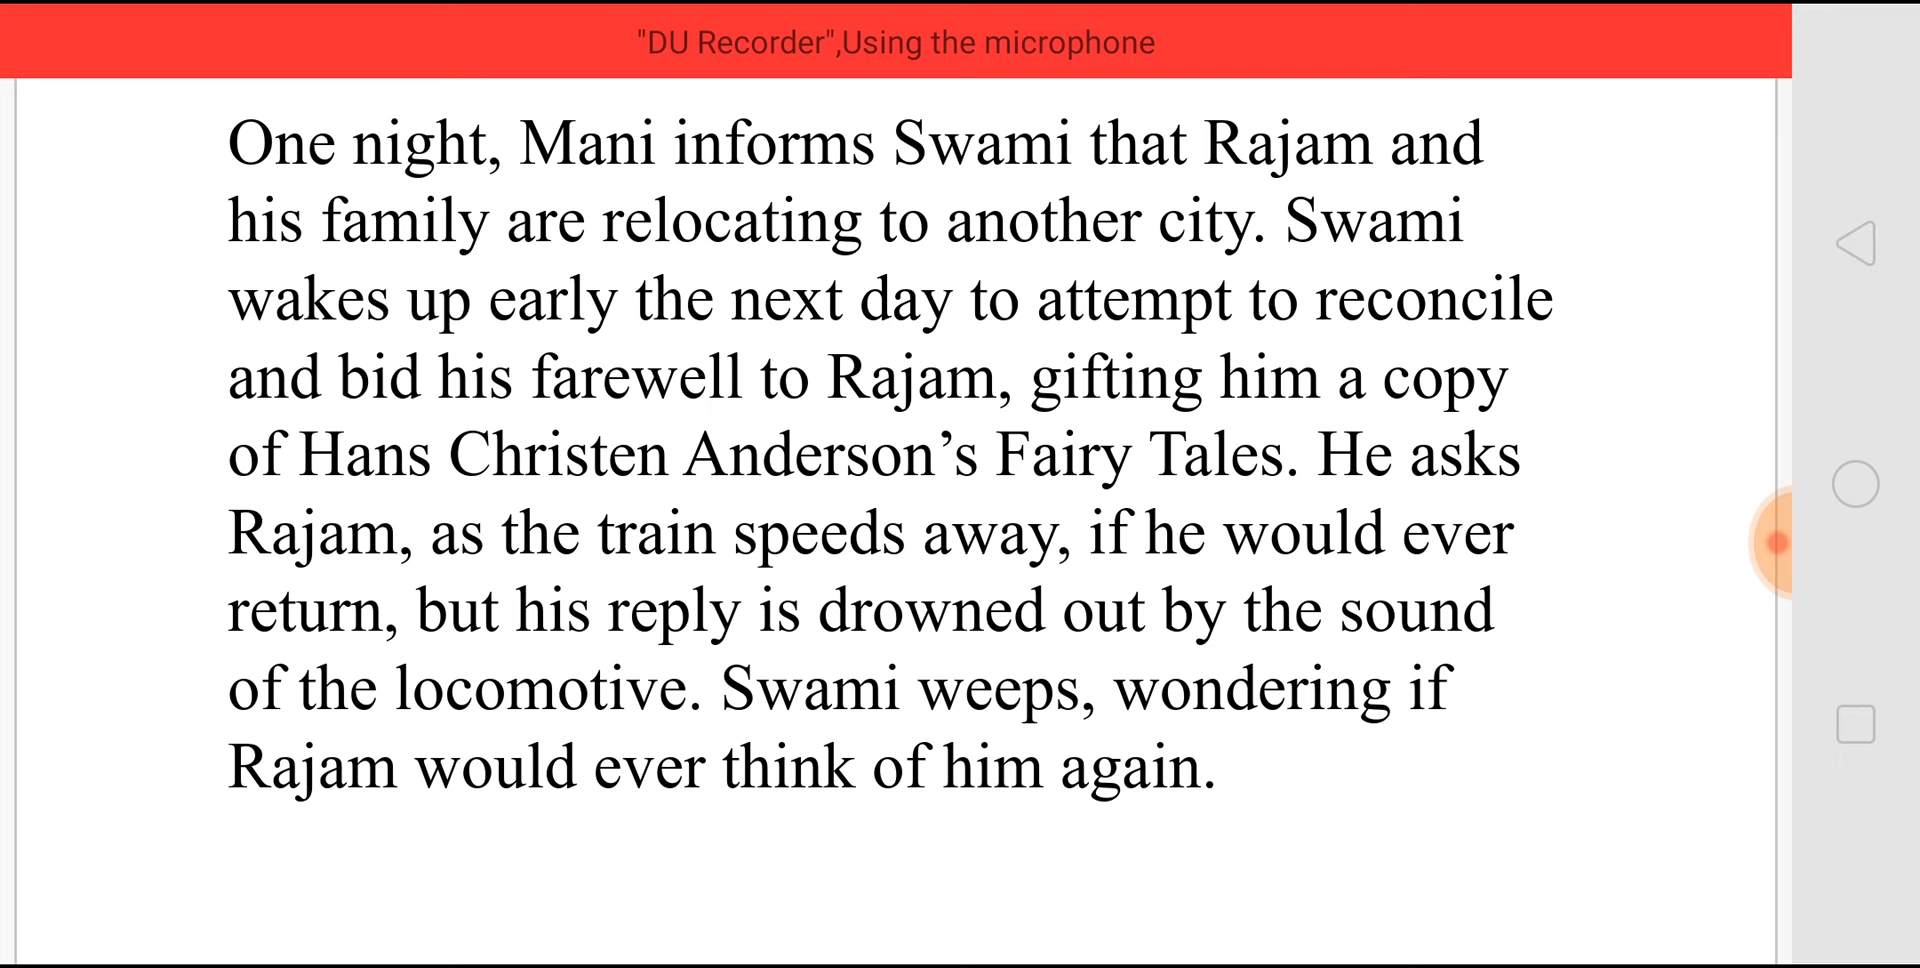 "DU Recorder",Using the microphone
One night, Mani informs Swami that Rajam and
his family are relocating to another city. Swami
wakes up early the next day to attempt to reconcile
and bid his farewell to Rajam, gifting him a copy
of Hans Christen Anderson’s Fairy Tales. He asks
Rajam, as the train speeds away, if he would ever
return, but his reply is drowned out by the sound
of the locomotive. Swami weeps, wondering if
Rajam would ever think of him again.